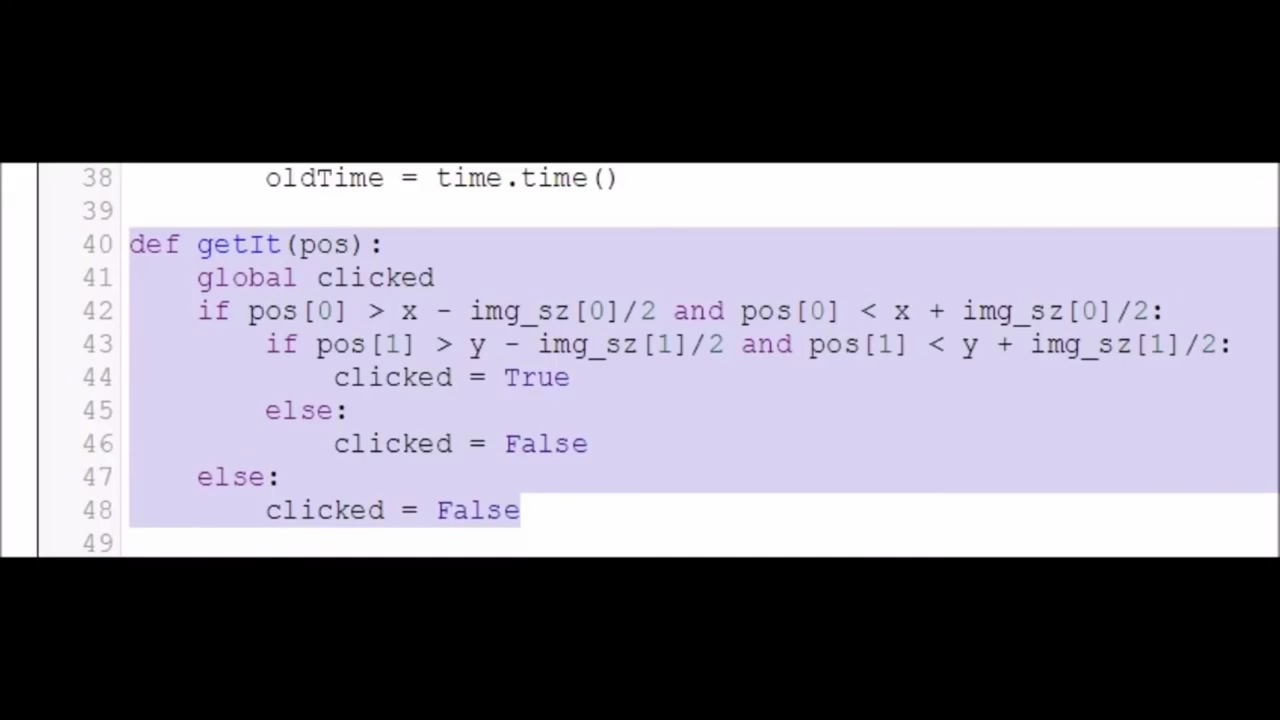 38 oldTime = time.time()
39
40 def getIt(pos):
41 global clicked
42 if pos[0] > x - img_sz[0]/2 and pos[0] < x + img_sz[0]/2:
43 if pos[1] > y - img_sz[1]/2 and pos[1] < y + img_sz[1]/2:
44 clicked = True
45 else:
46 clicked = False
47 else:
48 clicked = False
49